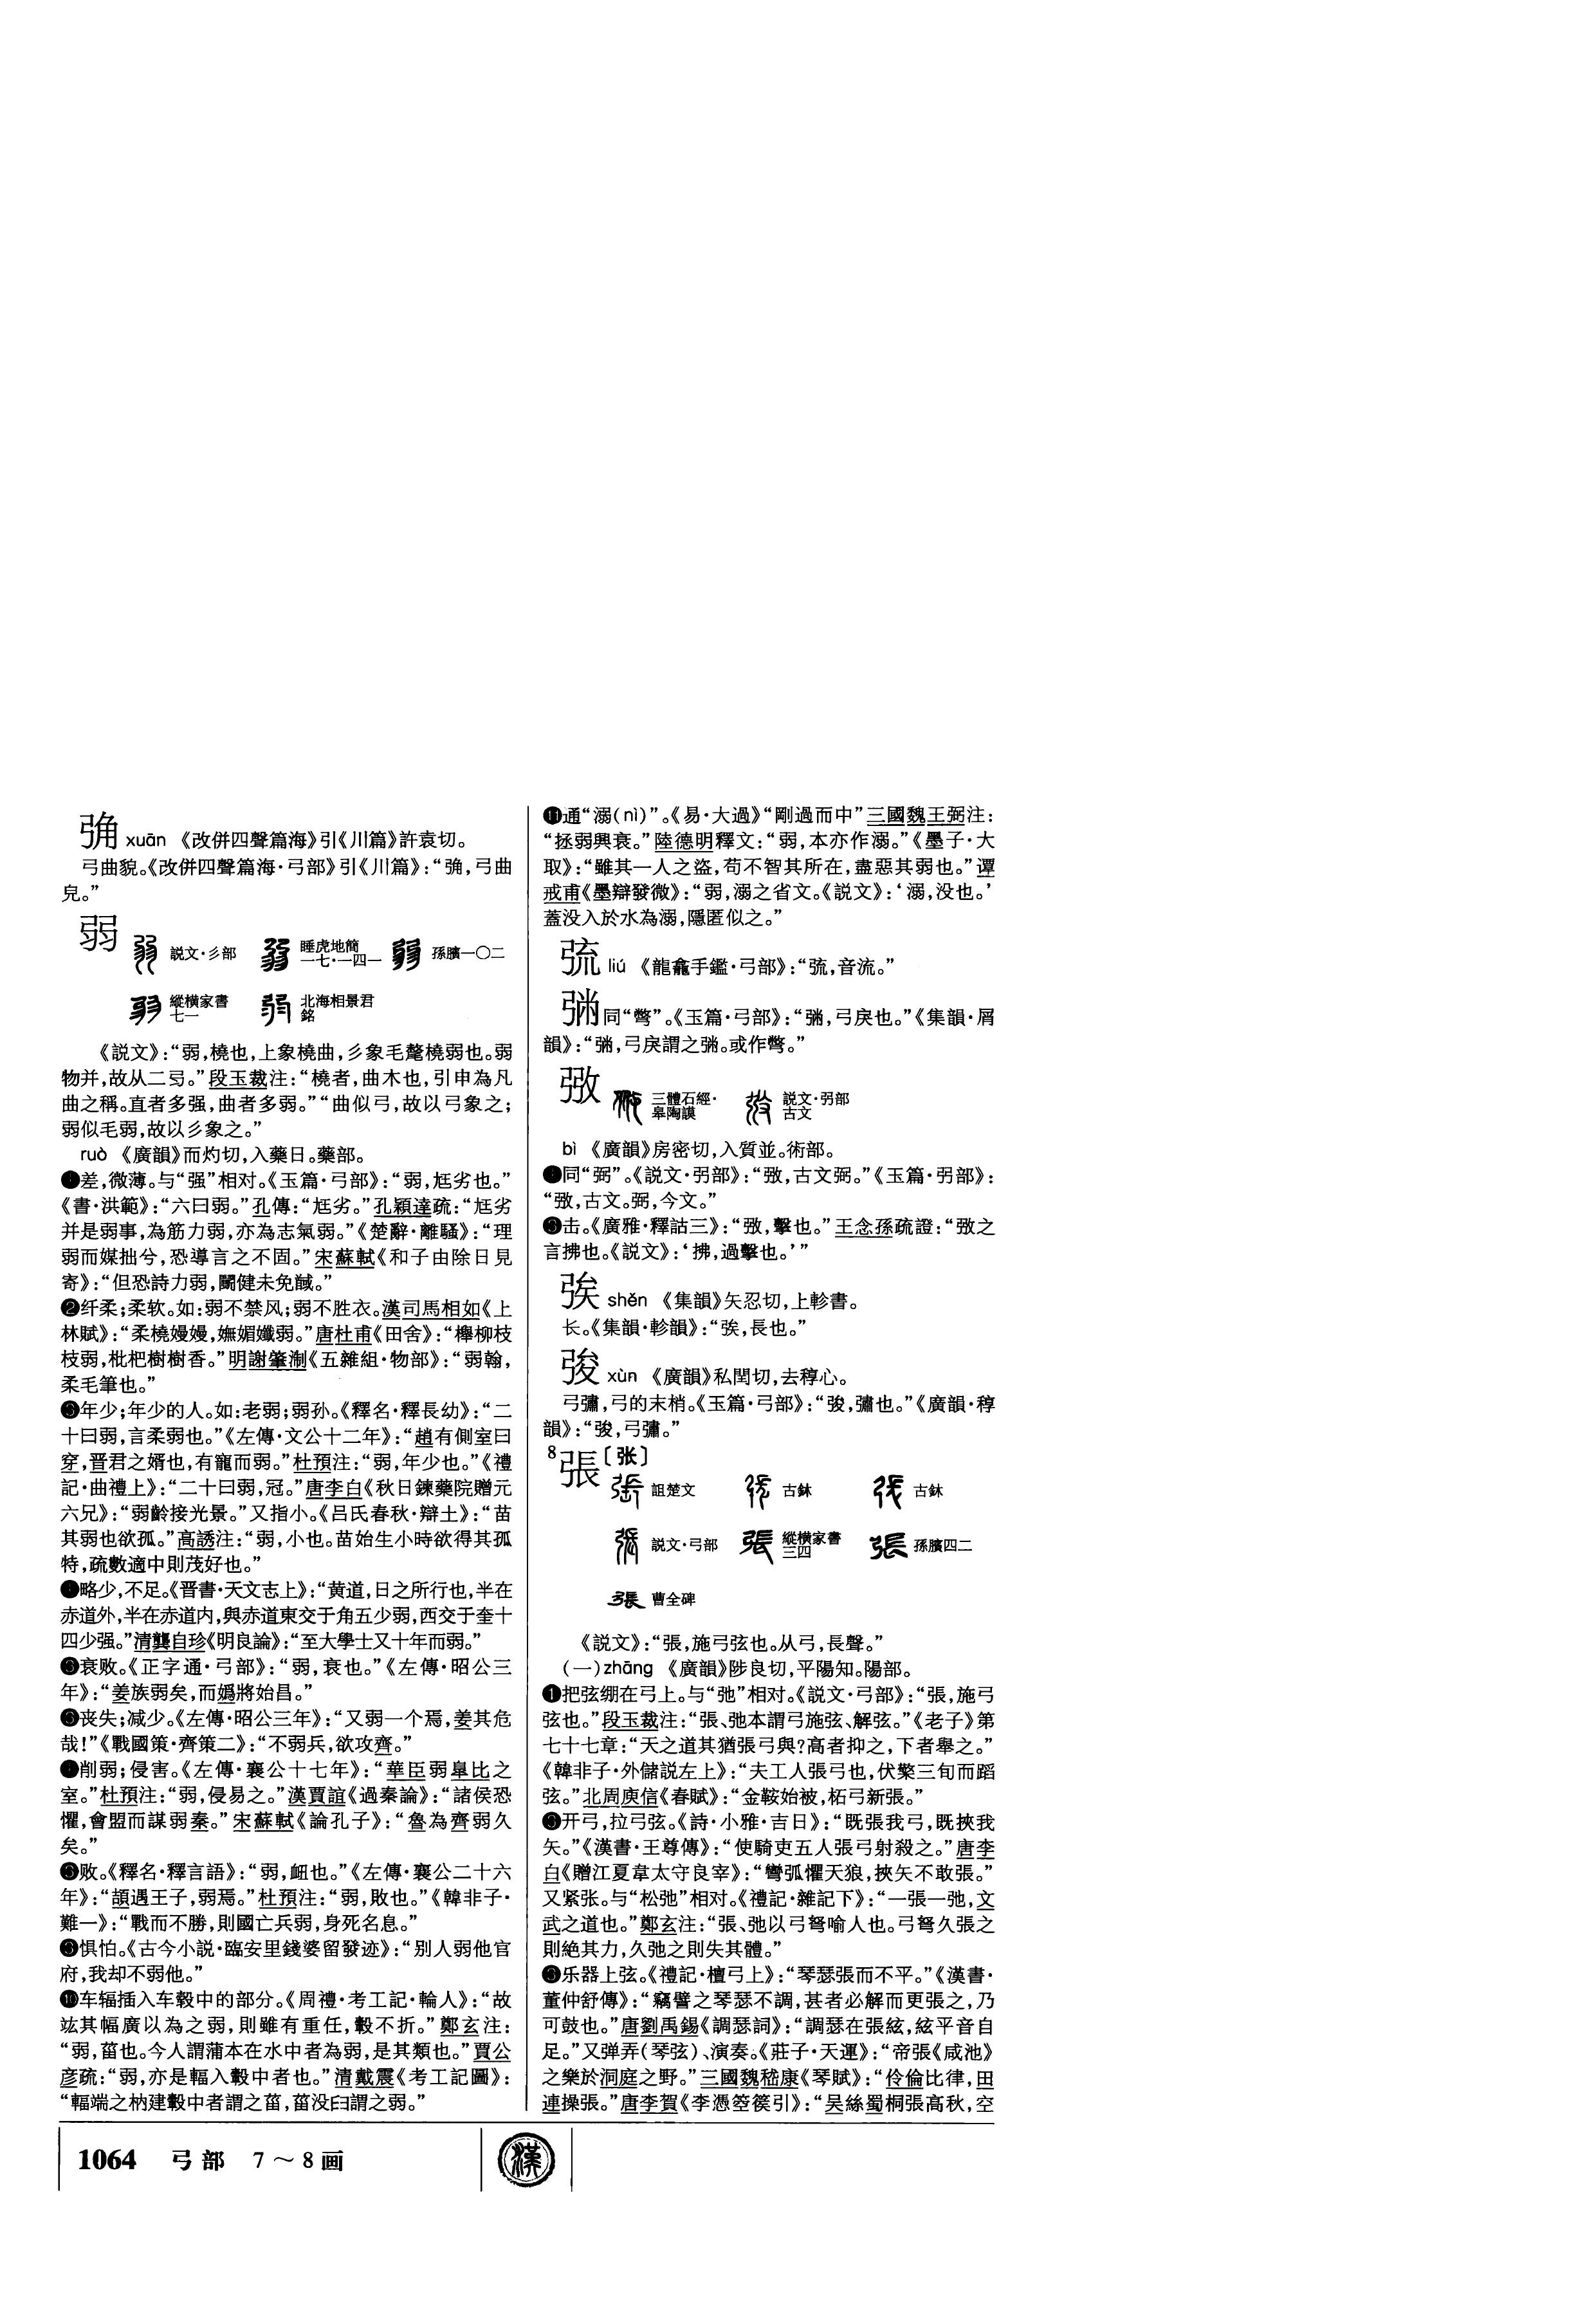 xuān 《改併四聲篇海》引《川篇》許袁切。
弓曲貌。《改併四聲篇海·弓部》引《川篇》：“，弓曲
皃。”
弱
説文·彡部 睡虎地簡 一七·一四一 孫臏一〇二
縱横家書 七一 北海相景君 銘
《説文》：“弱，橈也，上象橈曲，彡象毛氂橈弱也。弱
物并，故从二㢱。”段玉裁注：“橈者，曲木也，引申為凡
曲之稱。直者多强，曲者多弱。”“曲似弓，故以弓象之；
弱似毛弱，故以彡象之。”
ruò 《廣韻》而灼切，入藥日。藥部。
❶差，微薄。与“强”相对。《玉篇·弓部》：“弱，尪劣也。”
《書·洪範》：“六曰弱。”孔傳：“尪劣。”孔穎達疏：“尪劣
并是弱事，為筋力弱，亦為志氣弱。”《楚辭·離騷》：“理
弱而媒拙兮，恐導言之不固。”宋蘇軾《和子由除日見
寄》：“但恐詩力弱，鬭健未免馘。”
❷纤柔；柔软。如：弱不禁风；弱不胜衣。漢司馬相如《上
林賦》：“柔橈嫚嫚，嫵媚孅弱。”唐杜甫《田舍》：“櫸柳枝
枝弱，枇杷樹樹香。”明謝肇淛《五雜組·物部》：“弱翰，
柔毛筆也。”
❸年少；年少的人。如：老弱；弱孙。《釋名·釋長幼》：“二
十曰弱，言柔弱也。”《左傳·文公十二年》：“趙有側室曰
穿，晋君之婿也，有寵而弱。”杜預注：“弱，年少也。”《禮
記·曲禮上》：“二十曰弱，冠。”唐李白《秋日鍊藥院贈元
六兄》：“弱齡接光景。”又指小。《吕氏春秋·辯土》：“苗
其弱也欲孤。”高誘注：“弱，小也。苗始生小時欲得其孤
特，疏數適中則茂好也。”
❹略少，不足。《晋書·天文志上》：“黄道，日之所行也，半在
赤道外，半在赤道内，與赤道東交于角五少弱，西交于奎十
四少强。”清龔自珍《明良論》：“至大學士又十年而弱。”
❺衰败。《正字通·弓部》：“弱，衰也。”《左傳·昭公三
年》：“姜族弱矣，而嬀將始昌。”
❻丧失；减少。《左傳·昭公三年》：“又弱一个焉，姜其危
哉！”《戰國策·齊策二》：“不弱兵，欲攻齊。”
❼削弱；侵害。《左傳·襄公十七年》：“華臣弱臯比之
室。”杜預注：“弱，侵易之。”漢賈誼《過秦論》：“諸侯恐
懼，會盟而謀弱秦。”宋蘇軾《論孔子》：“魯為齊弱久
矣。”
❽败。《釋名·釋言語》：“弱，衄也。”《左傳·襄公二十六
年》：“頡遇王子，弱焉。”杜預注：“弱，敗也。”《韓非子·
難一》：“戰而不勝，則國亡兵弱，身死名息。”
❾惧怕。《古今小説·臨安里錢婆留發迹》：“别人弱他官
府，我却不弱他。”
❿车辐插入车毂中的部分。《周禮·考工記·輪人》：“故
竑其幅廣以為之弱，則雖有重任，轂不折。”鄭玄注：
“弱，菑也。今人謂蒲本在水中者為弱，是其類也。”賈公
彦疏：“弱，亦是輻入轂中者也。”清戴震《考工記圖》：
“輻端之枘建轂中者謂之菑，菑没𦥑謂之弱。”
⓫通“溺(nì)”。《易·大過》“剛過而中”三國魏王弼注：
“拯弱興衰。”陸德明釋文：“弱，本亦作溺。”《墨子·大
取》：“雖其一人之盗，苟不智其所在，盡惡其弱也。”谭
戒甫《墨辯發微》：“弱，溺之省文。《説文》：‘溺，没也。’
蓋没入於水為溺，隱匿似之。”
㢠 liú 《龍龕手鑑·弓部》：“㢠，音流。”
同“彆”。《玉篇·弓部》：“，弓戾也。”《集韻·屑
韻》：“，弓戾謂之。或作彆。”
㢸
三體石經· 臯陶謨 説文·弜部 古文
bì 《廣韻》房密切，入質並。術部。
❶同“弼”。《説文·弜部》：“㢸，古文弼。”《玉篇·弜部》：
“㢸，古文。弼，今文。”
❷击。《廣雅·釋詁三》：“㢸，擊也。”王念孫疏證：“㢸之
言拂也。《説文》：‘拂，過擊也。’”
shěn 《集韻》矢忍切，上軫書。
长。《集韻·軫韻》：“，長也。”
xùn 《廣韻》私閏切，去稕心。
弓彇，弓的末梢。《玉篇·弓部》：“，彇也。”《廣韻·稕
韻》：“，弓彇。”
8 張〔张〕
詛楚文 古鉥 古鉥
説文·弓部 縱横家書 三四 孫臏四二
曹全碑
《説文》：“張，施弓弦也。从弓，長聲。”
(一)zhāng 《廣韻》陟良切，平陽知。陽部。
❶把弦绷在弓上。与“弛”相对。《説文·弓部》：“張，施弓
弦也。”段玉裁注：“張、弛本謂弓施弦、解弦。”《老子》第
七十七章：“天之道其猶張弓與？高者抑之，下者舉之。”
《韓非子·外儲説左上》：“夫工人張弓也，伏檠三旬而蹈
弦。”北周庾信《春賦》：“金鞍始被，柘弓新張。”
❷开弓，拉弓弦。《詩·小雅·吉日》：“既張我弓，既挾我
矢。”《漢書·王尊傳》：“使騎吏五人張弓射殺之。”唐李
白《贈江夏韋太守良宰》：“彎弧懼天狼，挾矢不敢張。”
又紧张。与“松弛”相对。《禮記·雜記下》：“一張一弛，文
武之道也。”鄭玄注：“張、弛以弓弩喻人也。弓弩久張之
則絶其力，久弛之則失其體。”
❸乐器上弦。《禮記·檀弓上》：“琴瑟張而不平。”《漢書·
董仲舒傳》：“竊譬之琴瑟不調，甚者必解而更張之，乃
可鼓也。”唐劉禹錫《調瑟詞》：“調瑟在張絃，絃平音自
足。”又弹弄（琴弦）、演奏。《莊子·天運》：“帝張《咸池》
之樂於洞庭之野。”三國魏嵇康《琴賦》：“伶倫比律，田
連操張。”唐李賀《李憑箜篌引》：“吴絲蜀桐張高秋，空
1064 弓部 7～8画 漢